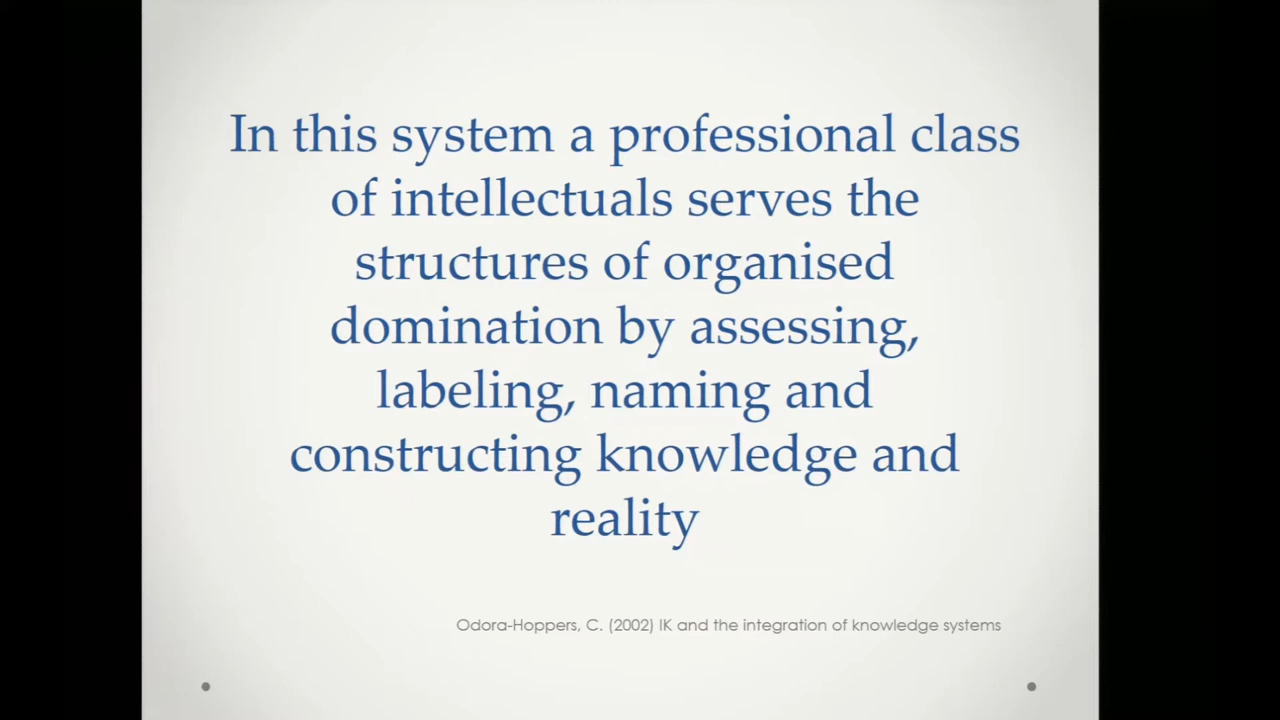 In this system a professional class
of intellectuals serves the
structures of organised
domination by assessing,
labeling, naming and
constructing knowledge and
reality
Odora-Hoppers, C. (2002) IK and the integration of knowledge systems